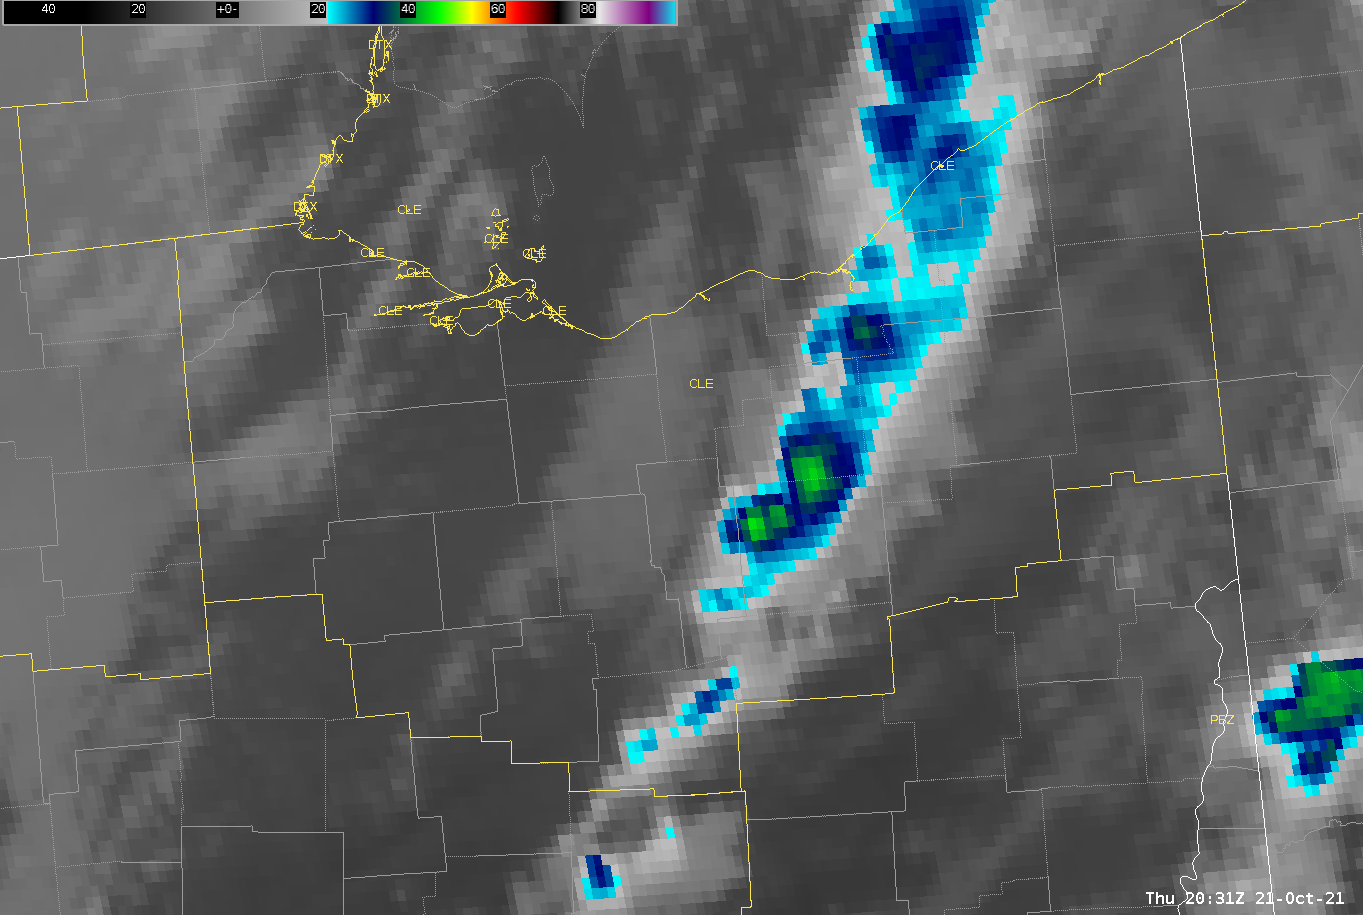 40 20 +0- 20 40 60 80
DTX
DTX
DTX
CLE
DTX
CLE
CLE
CLE
CLE
CLE
CLE
CLE
CLE
CLE
CLE
PBZ
Thu 20:31Z 21-Oct-21